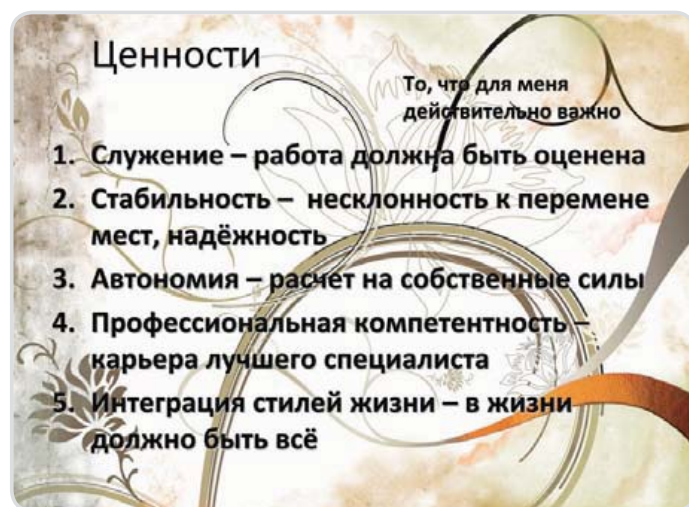 Ценности
То, что для меня
действительно важно
1. Служение – работа должна быть оценена
2. Стабильность – несклонность к перемене
мест, надёжность
3. Автономия – расчет на собственные силы
4. Профессиональная компетентность –
карьера лучшего специалиста
5. Интеграция стилей жизни – в жизни
должно быть всё